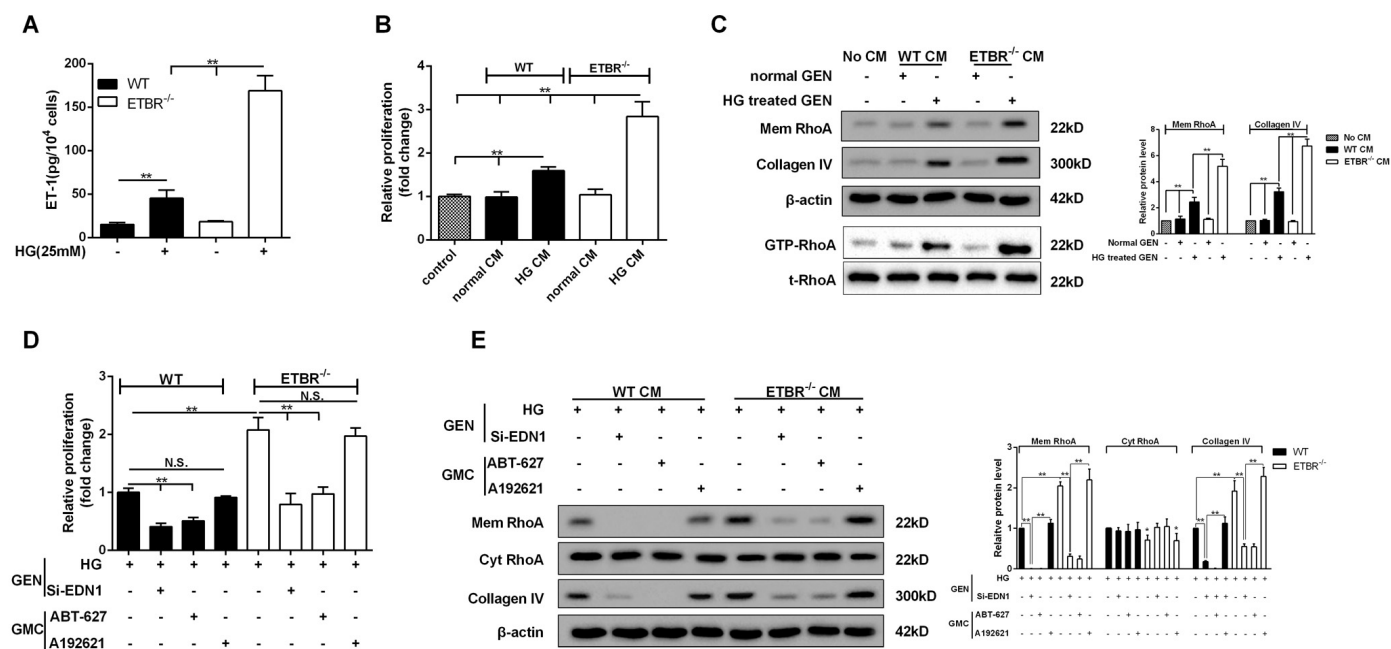 A
ET-1(pg/10⁴ cells)
200
150
100
50
0
WT
ETBR⁻/⁻
**
**
HG(25mM) - + - +
B
Relative proliferation
(fold change)
4
3
2
1
0
WT ETBR⁻/⁻
**
**
control normal CM HG CM normal CM HG CM
C
No CM WT CM ETBR⁻/⁻ CM
normal GEN - + - + -
HG treated GEN - - + - +
Mem RhoA 22kD
Collagen IV 300kD
β-actin 42kD
GTP-RhoA 22kD
t-RhoA 22kD
Relative protein level
8
6
4
2
0
Mem RhoA Collagen IV
** ** ** **
No CM
WT CM
ETBR⁻/⁻ CM
Normal GEN - + - + - - + - + -
HG treated GEN - - + - + - - + - +
D
Relative proliferation
(fold change)
3
2
1
0
WT ETBR⁻/⁻
N.S.
** **
N.S.
**
GEN
HG + + + + + + + +
Si-EDN1 - + - - - + - -
GMC
ABT-627 - - + - - - + -
A192621 - - - + - - - +
E
WT CM ETBR⁻/⁻ CM
GEN
HG + + + + + + + +
Si-EDN1 - + - - - + - -
GMC
ABT-627 - - + - - - + -
A192621 - - - + - - - +
Mem RhoA 22kD
Cyt RhoA 22kD
Collagen IV 300kD
β-actin 42kD
Relaitve protein level
3
2
1
0
Mem RhoA Cyt RhoA Collagen IV
WT
ETBR⁻/⁻
HG
GEN
Si-EDN1
ABT-627
GMC
A192621